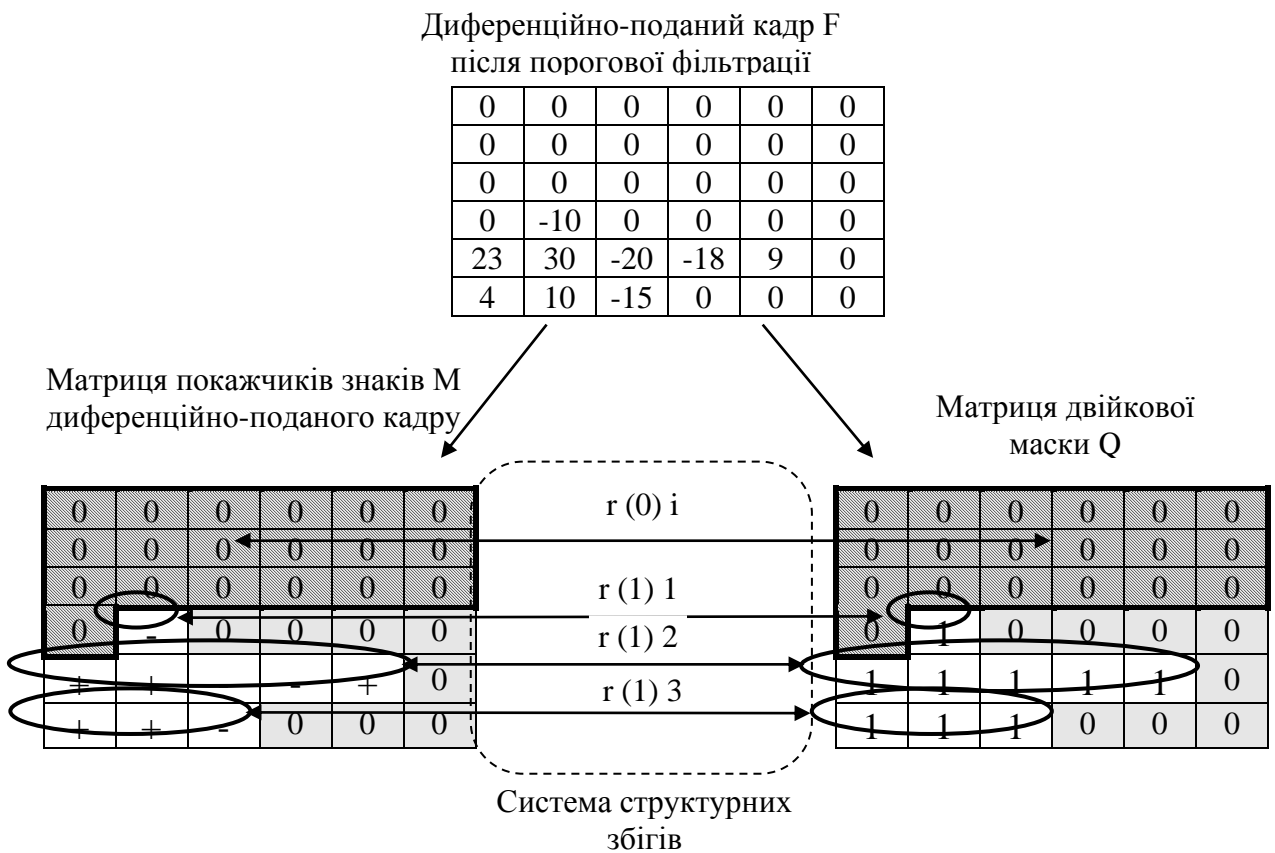 Диференційно-поданий кадр F
після порогової фільтрації
0 0 0 0 0 0
0 0 0 0 0 0
0 0 0 0 0 0
0 -10 0 0 0 0
23 30 -20 -18 9 0
4 10 -15 0 0 0
Матриця покажчиків знаків М
диференційно-поданого кадру
Матриця двійкової
маски Q
0 0 0 0 0 0
0 0 0 0 0 0
0 0 0 0 0 0
0 - 0 0 0 0
+ + - + 0
+ + - 0 0 0
r (0) i
r (1) 1
r (1) 2
r (1) 3
0 0 0 0 0 0
0 0 0 0 0 0
0 0 0 0 0 0
0 1 0 0 0 0
1 1 1 1 1 0
1 1 1 0 0 0
Система структурних
збігів